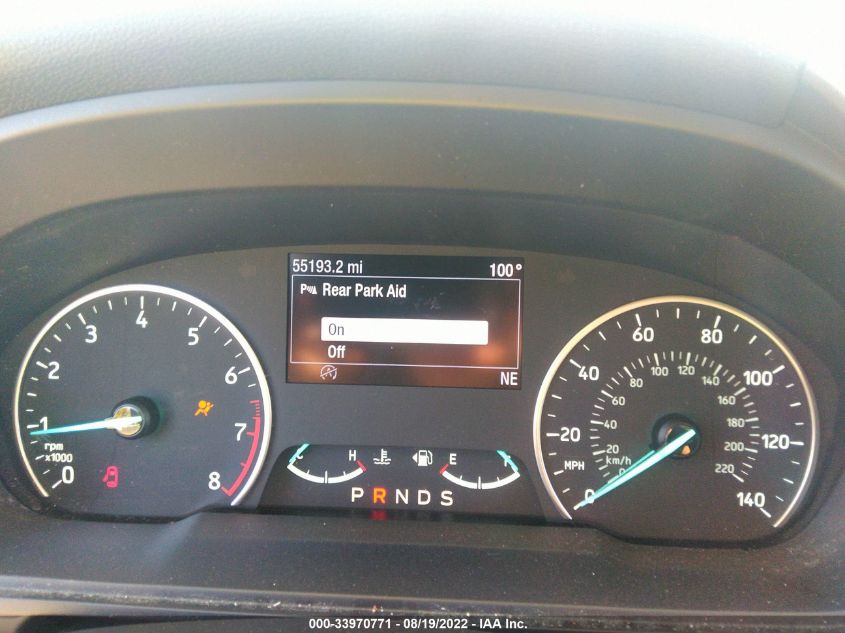 55193.2 mi 100°
P Rear Park Aid
On
Off
NE
0 1 2 3 4 5 6 7 8
rpm
x1000
C H E F
P R N D S
0 20 40 60 80 100 120 140
MPH
0 20 40 60 80 100 120 140 160 180 200 220
km/h
000-33970771 - 08/19/2022 - IAA Inc.